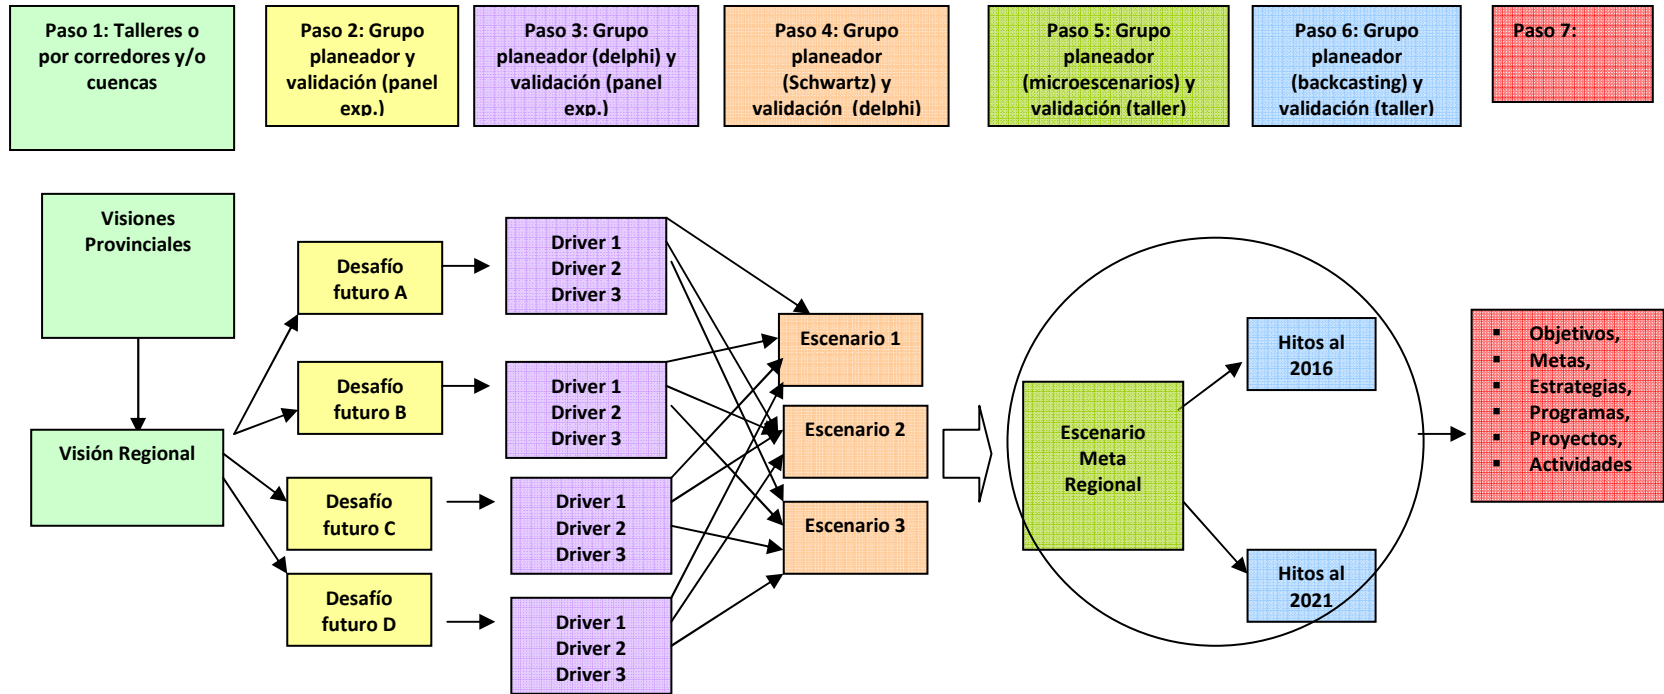 Paso 1: Talleres o
por corredores y/o
cuencas
Paso 2: Grupo
planeador y
validación (panel
exp.)
Paso 3: Grupo
planeador (delphi) y
validación (panel
exp.)
Paso 4: Grupo
planeador
(Schwartz) y
validación (delphi)
Paso 5: Grupo
planeador
(microescenarios) y
validación (taller)
Paso 6: Grupo
planeador
(backcasting) y
validación (taller)
Paso 7:
Visiones
Provinciales
Visión Regional
Desafío
futuro A
Desafío
futuro B
Desafío
futuro C
Desafío
futuro D
Driver 1
Driver 2
Driver 3
Driver 1
Driver 2
Driver 3
Driver 1
Driver 2
Driver 3
Driver 1
Driver 2
Driver 3
Escenario 1
Escenario 2
Escenario 3
Escenario
Meta
Regional
Hitos al
2016
Hitos al
2021
▪ Objetivos,
▪ Metas,
▪ Estrategias,
▪ Programas,
▪ Proyectos,
▪ Actividades